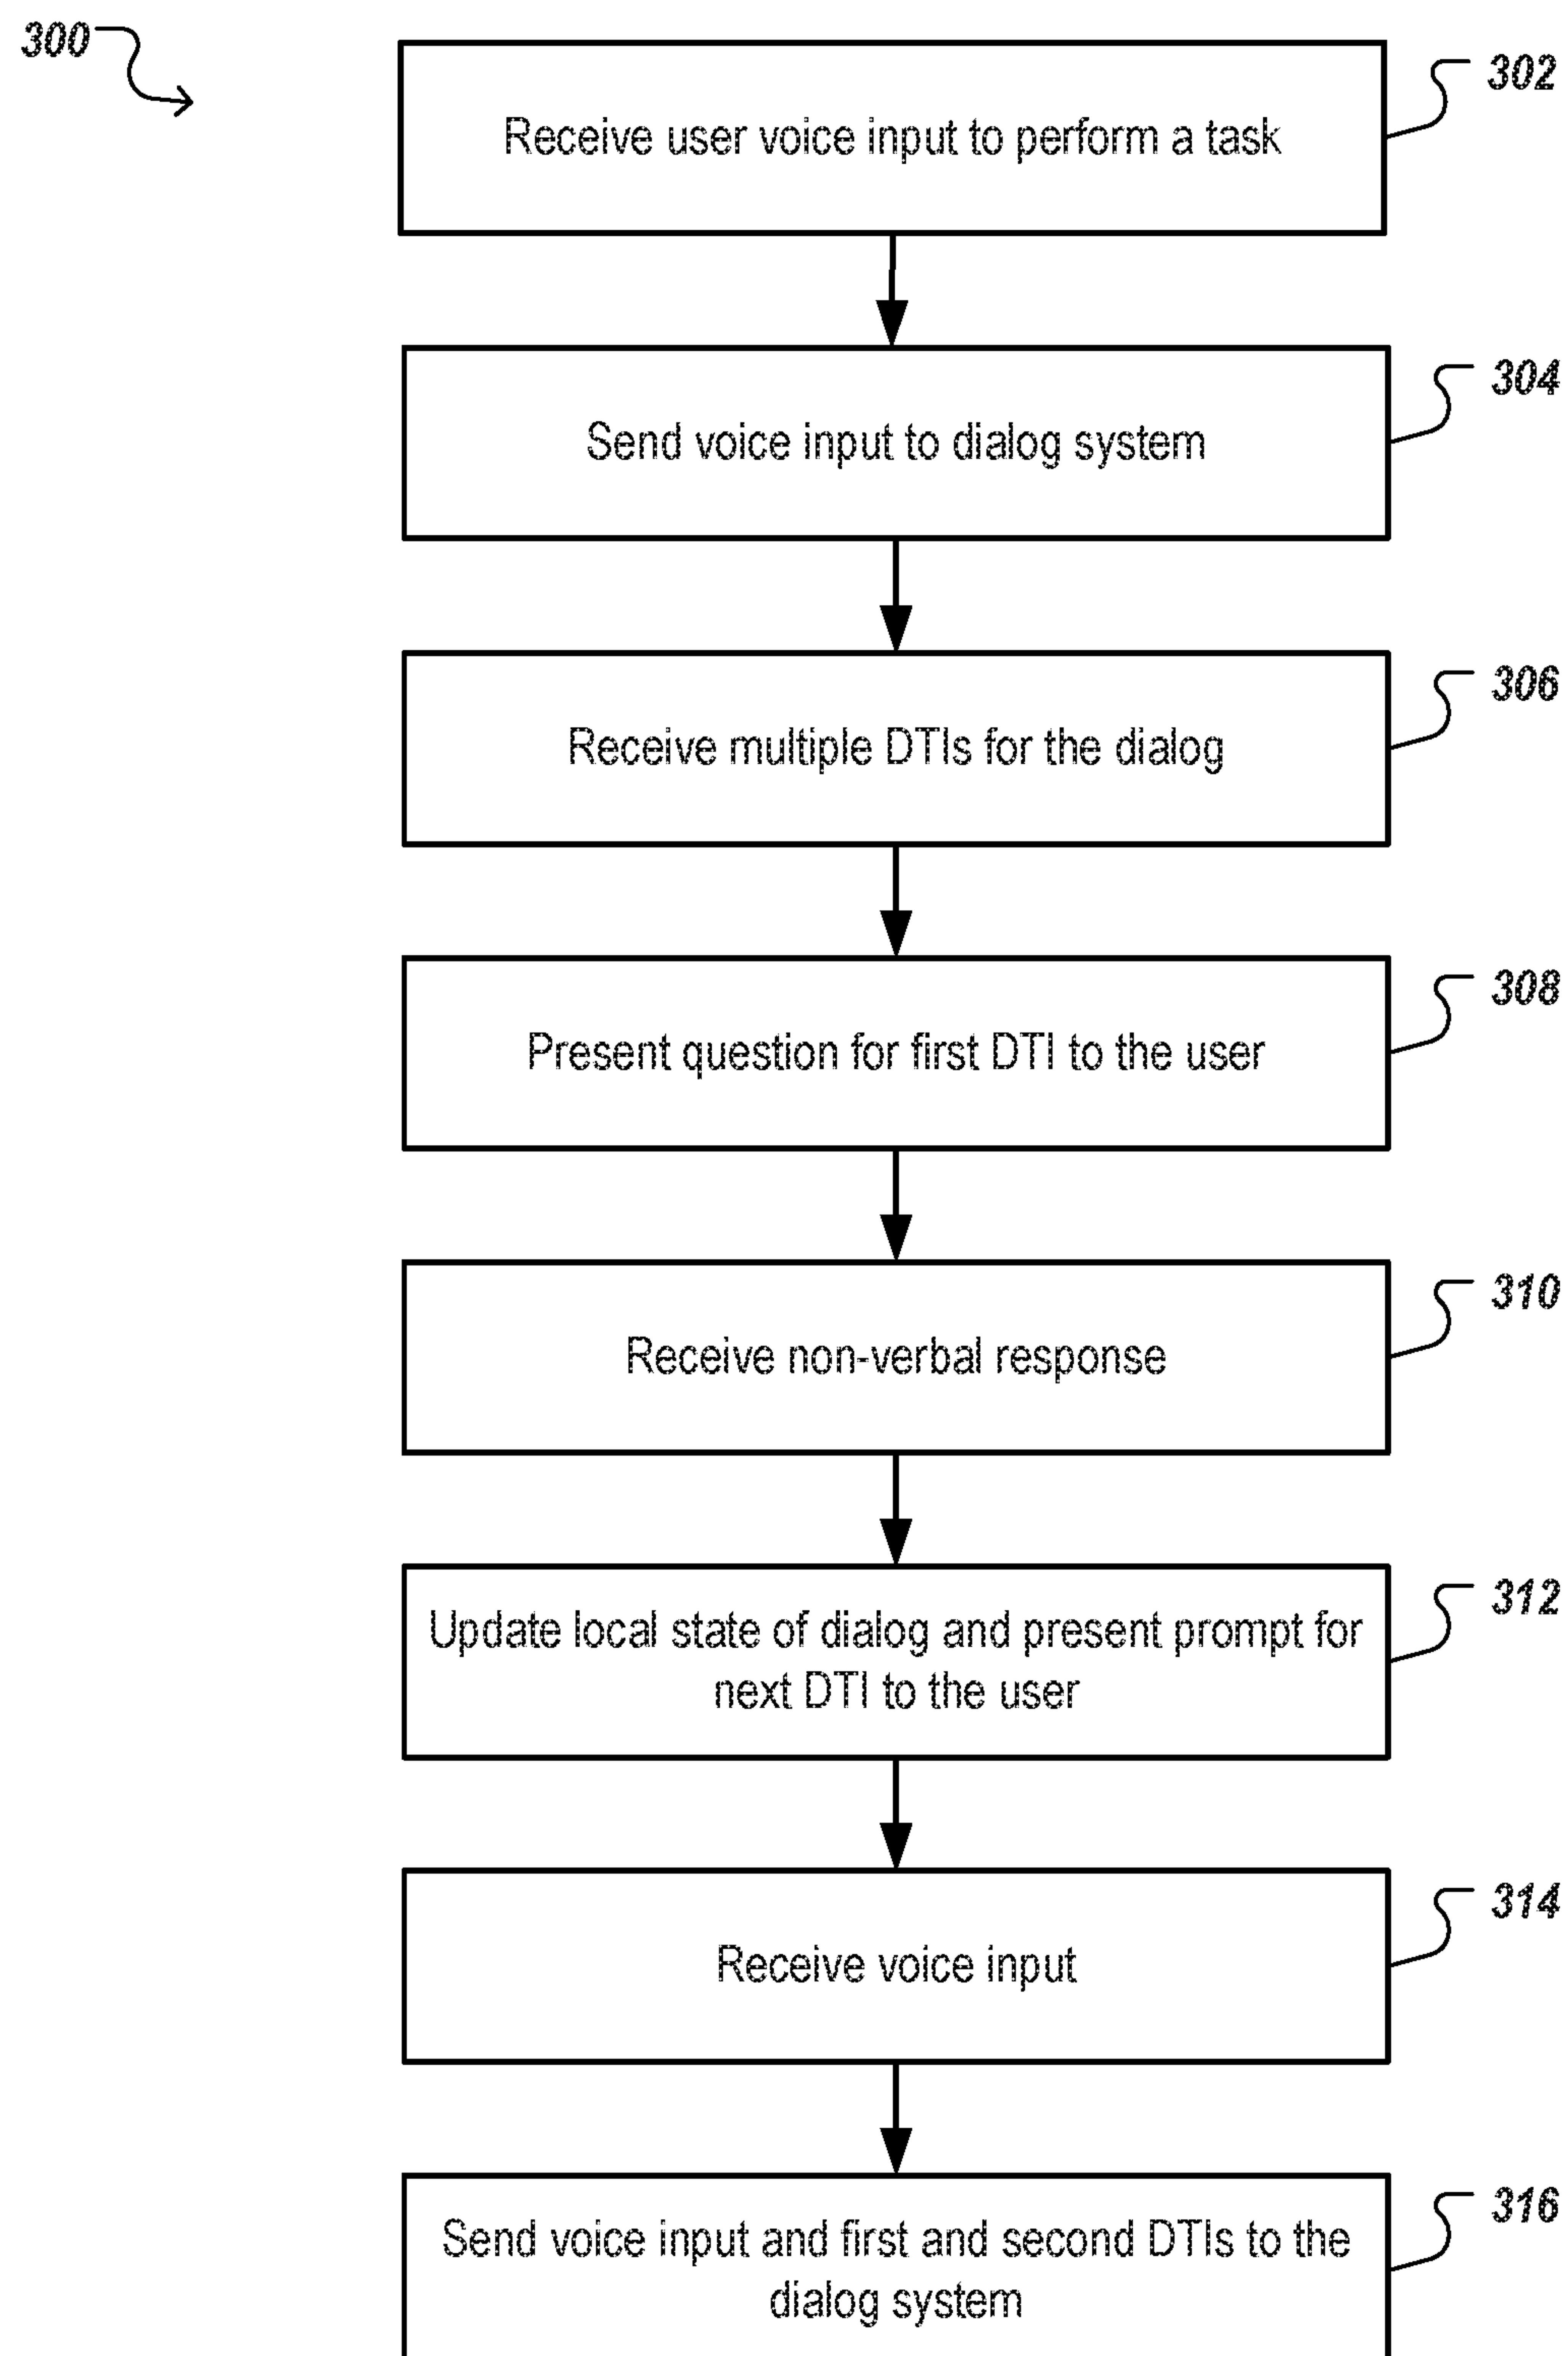 300
302
Receive user voice input to perform a task
304
Send voice input to dialog system
306
Receive multiple DTIs for the dialog
308
Present question for first DTI to the user
310
Receive non-verbal response
312
Update local state of dialog and present prompt for
next DTI to the user
314
Receive voice input
316
Send voice input and first and second DTIs to the
dialog system